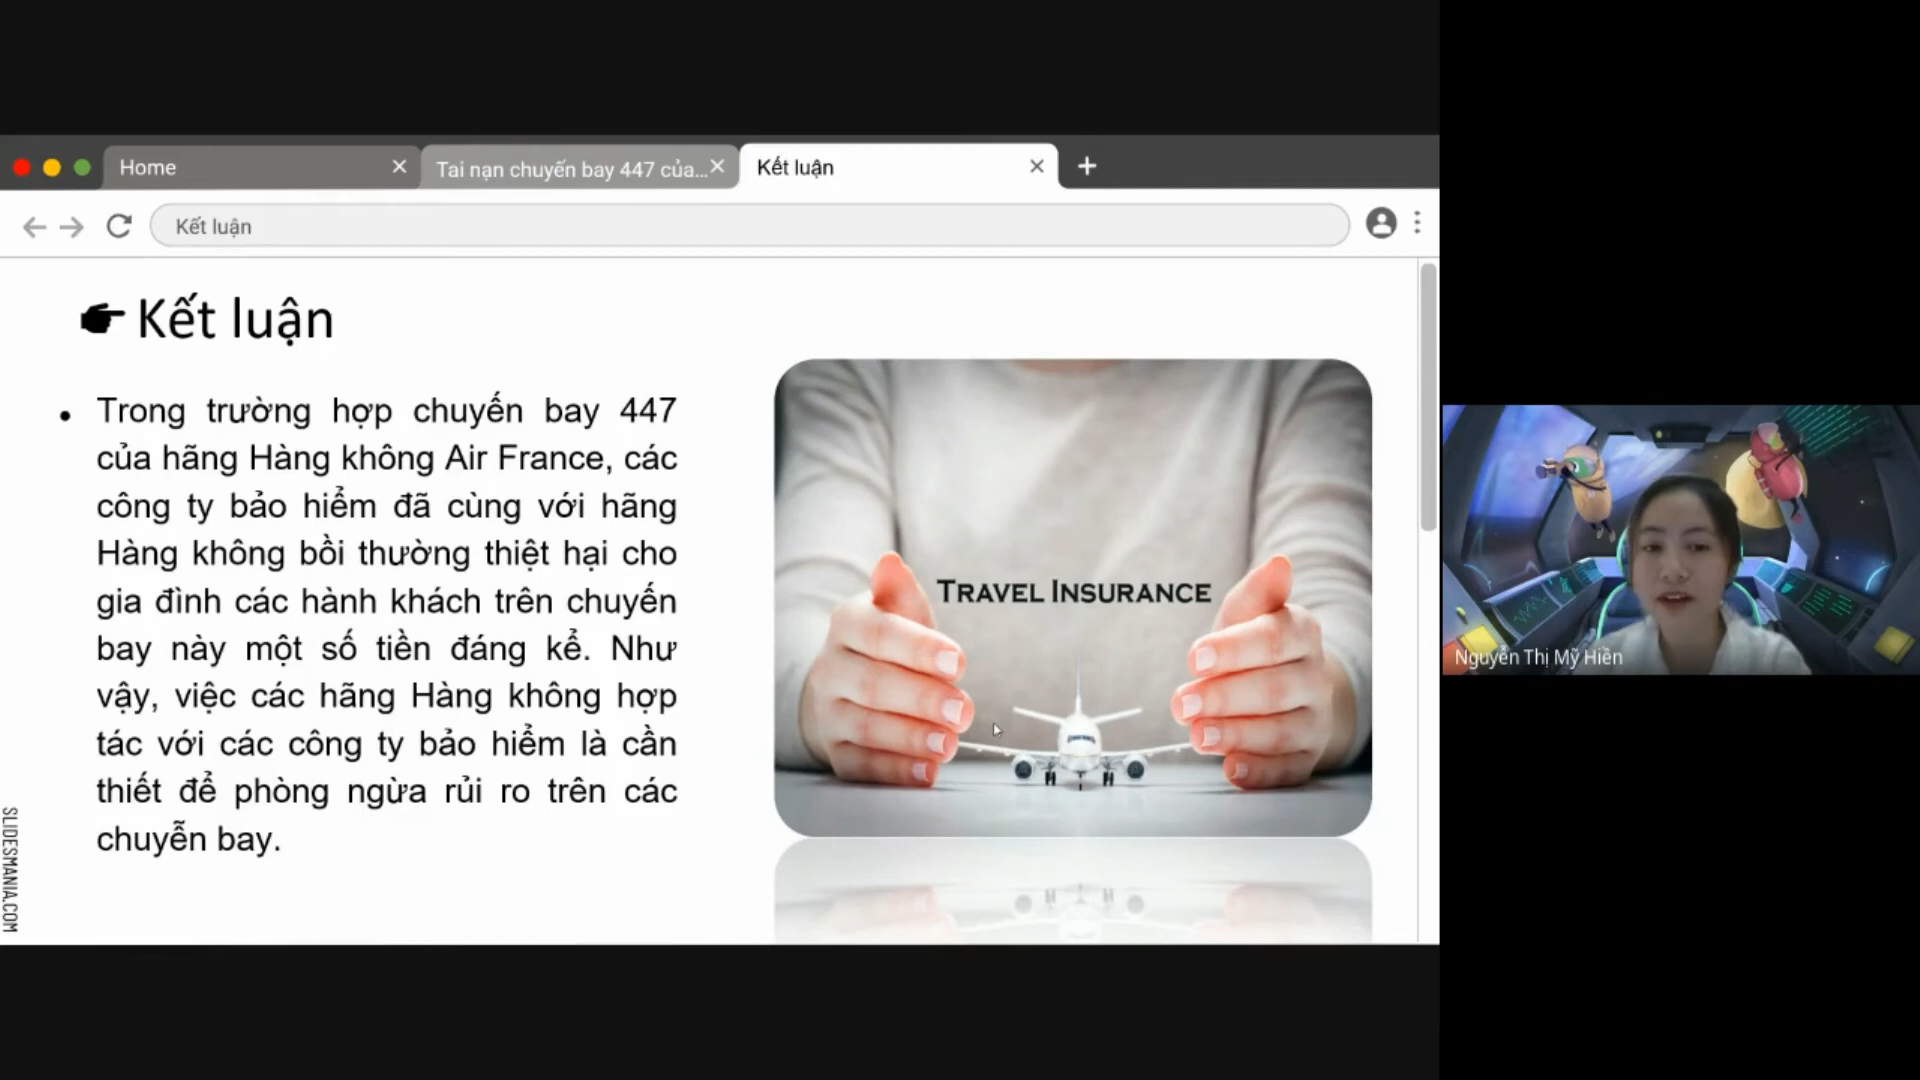 Home
Tai nạn chuyến bay 447 của...
Kết luận
Kết luận
Kết luận
Trong trường hợp chuyến bay 447
của hãng Hàng không Air France, các
công ty bảo hiểm đã cùng với hãng
Hàng không bồi thường thiệt hại cho
gia đình các hành khách trên chuyến
bay này một số tiền đáng kể. Như
vậy, việc các hãng Hàng không hợp
tác với các công ty bảo hiểm là cần
thiết để phòng ngừa rủi ro trên các
chuyễn bay.
TRAVEL INSURANCE
SLIDESMANIA.COM
Nguyễn Thị Mỹ Hiền